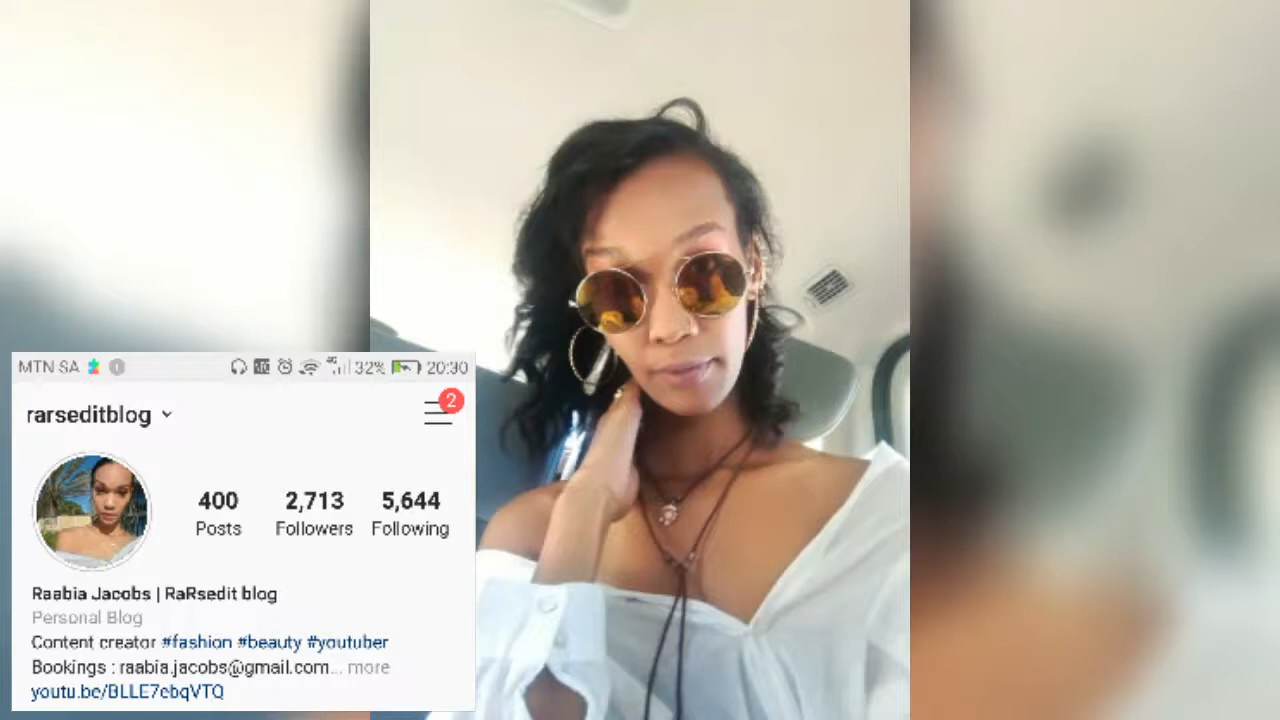 MTN SA 32% 20:30
rarseditblog 2
400 2,713 5,644
Posts Followers Following
Raabia Jacobs | RaRsedit blog
Personal Blog
Content creator #fashion #beauty #youtuber
Bookings : raabia.jacobs@gmail.com... more
youtu.be/BLLE7ebqVTQ